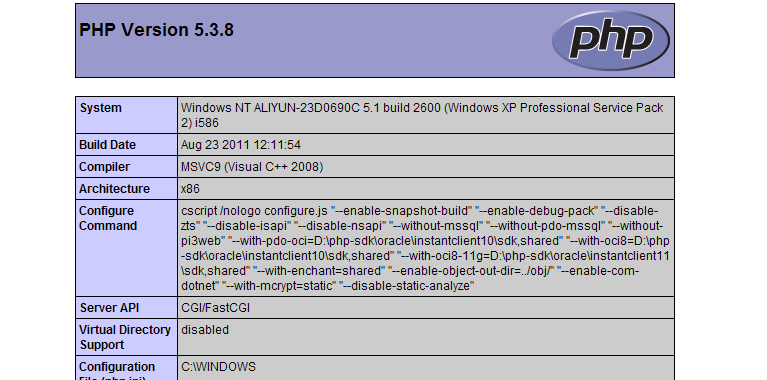 PHP Version 5.3.8
php
System
Windows NT ALIYUN-23D0690C 5.1 build 2600 (Windows XP Professional Service Pack
2) i586
Build Date
Aug 23 2011 12:11:54
Compiler
MSVC9 (Visual C++ 2008)
Architecture
x86
Configure
Command
cscript /nologo configure.js "--enable-snapshot-build" "--enable-debug-pack" "--disable-
zts" "--disable-isapi" "--disable-nsapi" "--without-mssql" "--without-pdo-mssql" "--without-
pi3web" "--with-pdo-oci=D:\php-sdk\oracle\instantclient10\sdk,shared" "--with-oci8=D:\php
-sdk\oracle\instantclient10\sdk,shared" "--with-oci8-11g=D:\php-sdk\oracle\instantclient11
\sdk,shared" "--with-enchant=shared" "--enable-object-out-dir=../obj/" "--enable-com-
dotnet" "--with-mcrypt=static" "--disable-static-analyze"
Server API
CGI/FastCGI
Virtual Directory
Support
disabled
Configuration
File (php.ini)
C:\WINDOWS